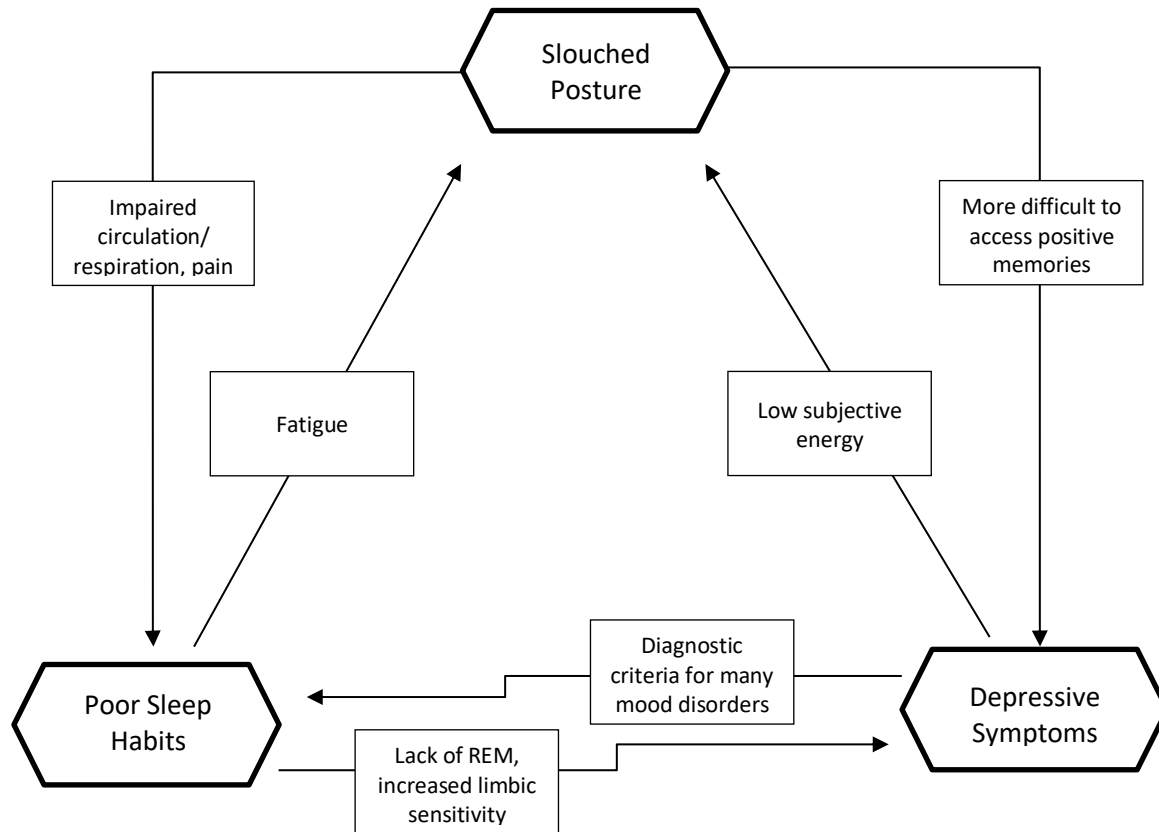 Slouched
Posture
Impaired
circulation/
respiration, pain
More difficult to
access positive
memories
Fatigue
Low subjective
energy
Diagnostic
criteria for many
mood disorders
Poor Sleep
Habits
Depressive
Symptoms
Lack of REM,
increased limbic
sensitivity